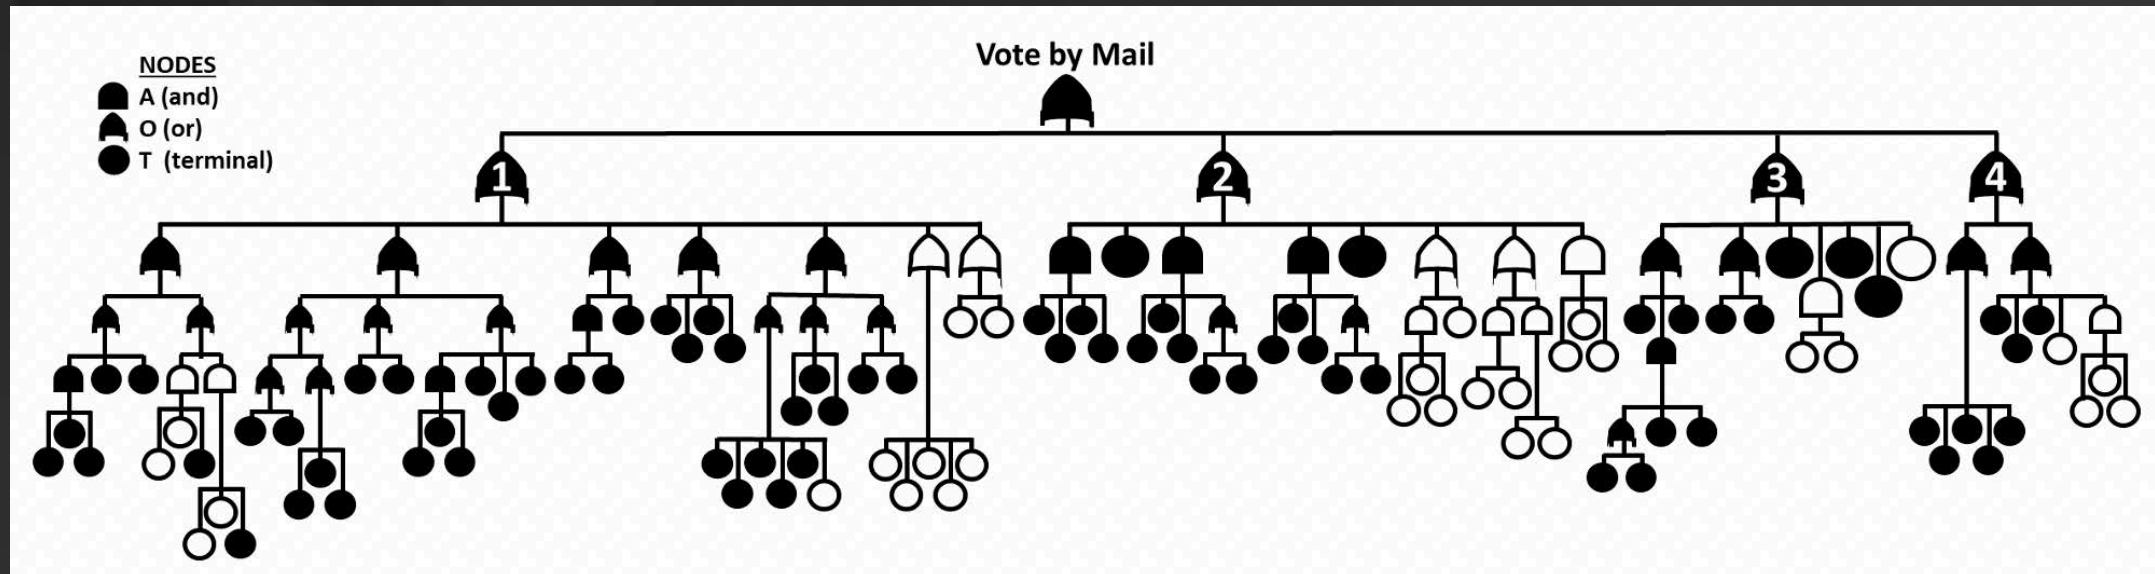 Vote by Mail
NODES
A (and)
O (or)
T (terminal)
1
2
3
4